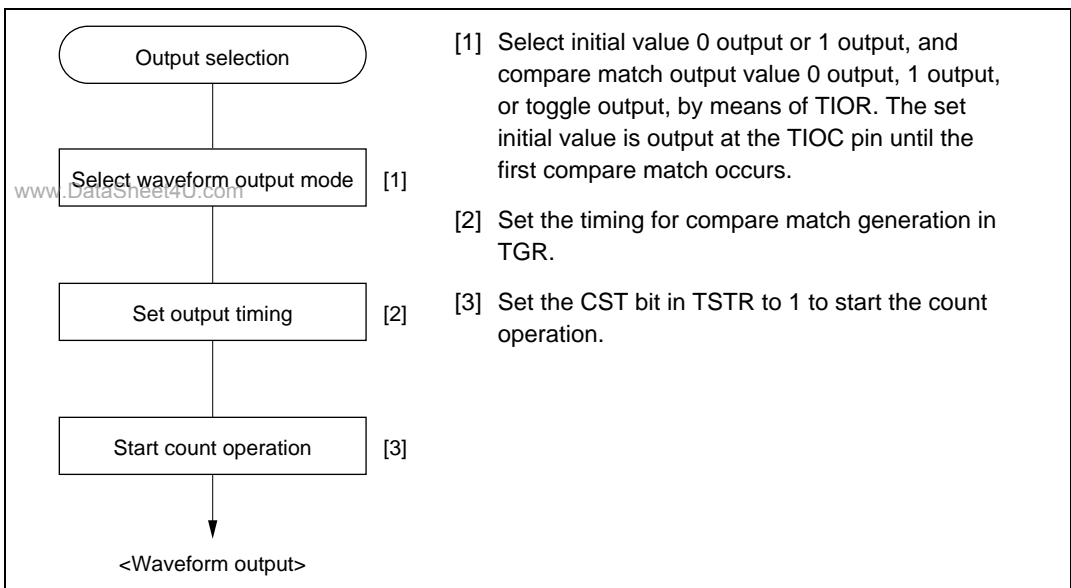 Output selection
Select waveform output mode [1]
www.DataSheet4U.com
Set output timing [2]
Start count operation [3]
<Waveform output>
[1] Select initial value 0 output or 1 output, and
compare match output value 0 output, 1 output,
or toggle output, by means of TIOR. The set
initial value is output at the TIOC pin until the
first compare match occurs.
[2] Set the timing for compare match generation in
TGR.
[3] Set the CST bit in TSTR to 1 to start the count
operation.